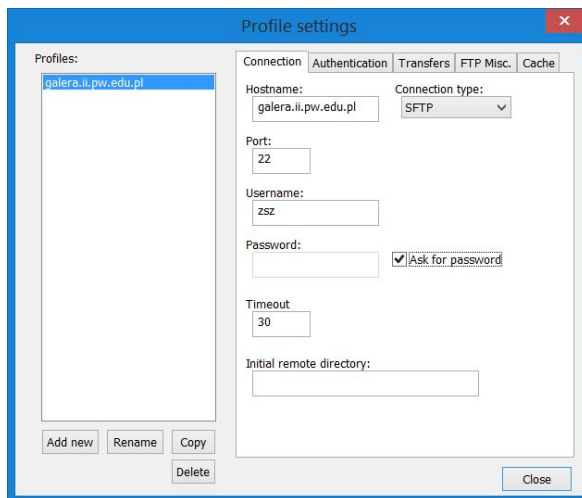 Profile settings
Profiles:
galera.ii.pw.edu.pl
Add new
Rename
Copy
Delete
Connection
Authentication
Transfers
FTP Misc.
Cache
Hostname:
galera.ii.pw.edu.pl
Connection type:
SFTP
Port:
22
Username:
zsz
Password:
Ask for password
Timeout
30
Initial remote directory:
Close